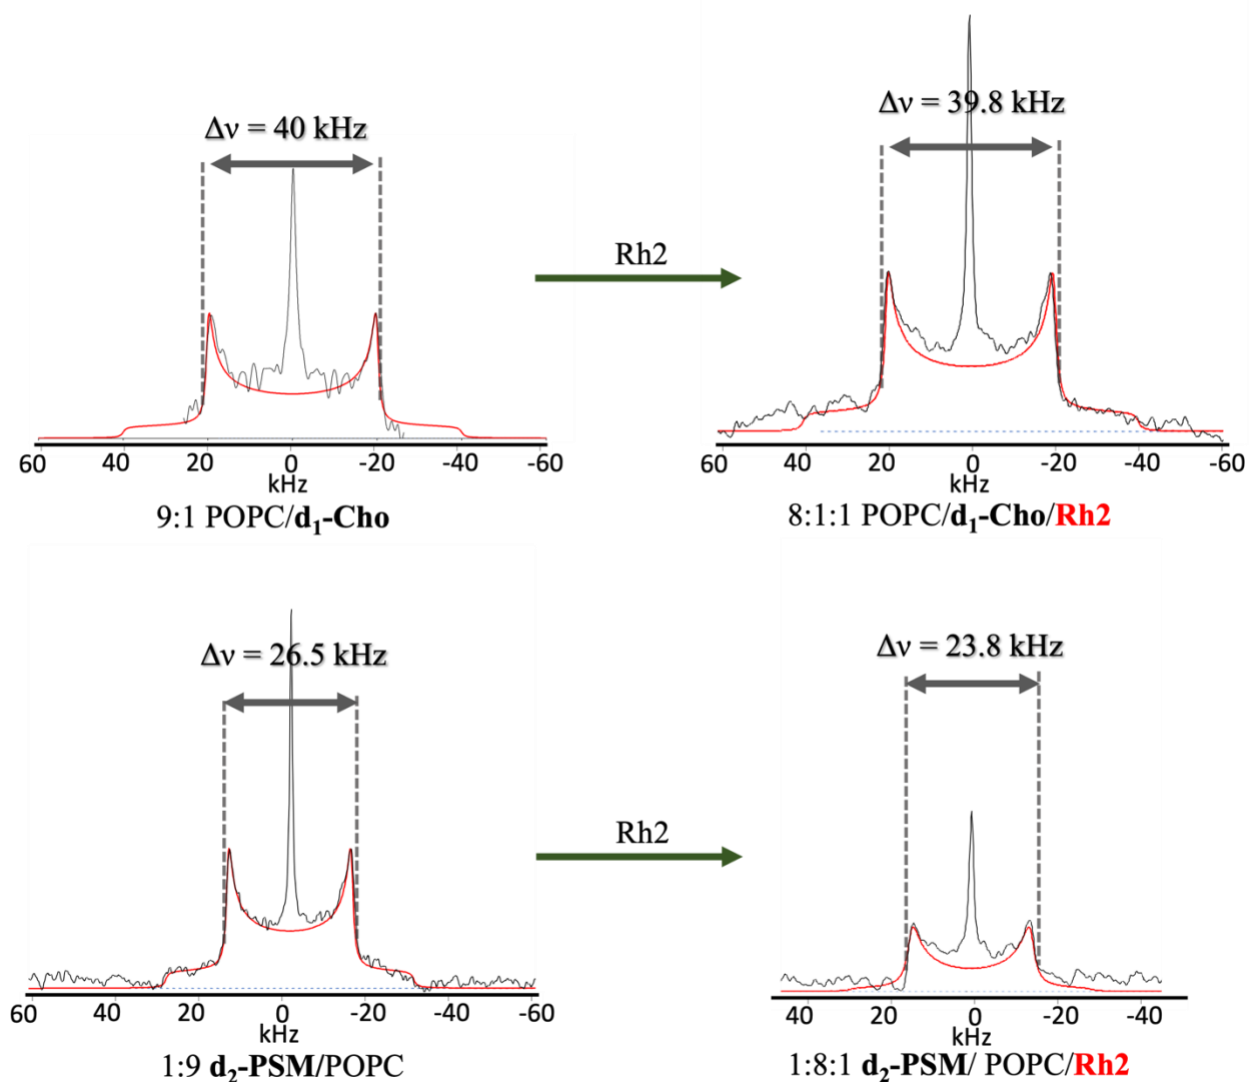 Δν = 40 kHz
Δν = 39.8 kHz
Rh2
60 40 20 0 -20 -40 -60
kHz
9:1 POPC/d₁-Cho
60 40 20 0 -20 -40 -60
kHz
8:1:1 POPC/d₁-Cho/Rh2
Δν = 26.5 kHz
Δν = 23.8 kHz
Rh2
60 40 20 0 -20 -40 -60
kHz
1:9 d₂-PSM/POPC
40 20 0 -20 -40
kHz
1:8:1 d₂-PSM/ POPC/Rh2